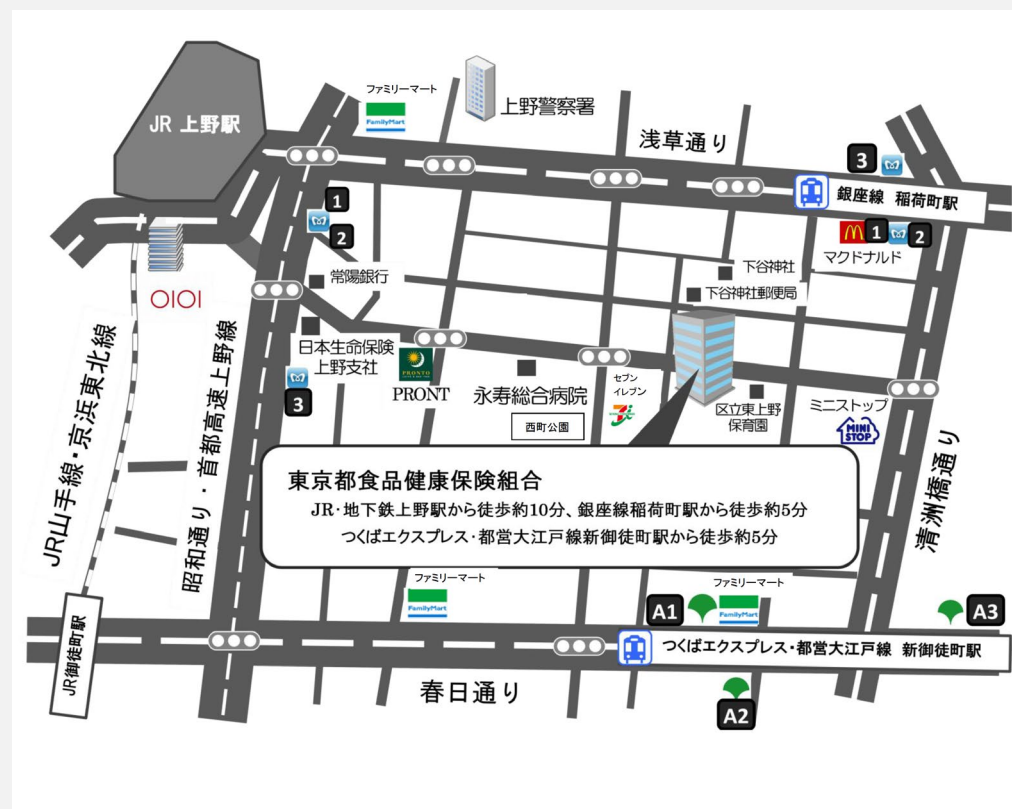 ファミリーマート
FamilyMart
上野警察署
JR 上野駅
浅草通り
3
銀座線 稲荷町駅
1
2
1
2
マクドナルド
下谷神社
下谷神社郵便局
常陽銀行
OIOI
日本生命保険
上野支社
3
PRONTO
PRONT
永寿総合病院
西町公園
セブン
イレブン
区立東上野
保育園
ミニストップ
MINI
STOP
JR山手線・京浜東北線
昭和通り・首都高速上野線
清洲橋通り
東京都食品健康保険組合
JR・地下鉄上野駅から徒歩約10分、銀座線稲荷町駅から徒歩約5分
つくばエクスプレス・都営大江戸線新御徒町駅から徒歩約5分
ファミリーマート
FamilyMart
ファミリーマート
FamilyMart
A1
A3
JR御徒町駅
つくばエクスプレス・都営大江戸線 新御徒町駅
春日通り
A2